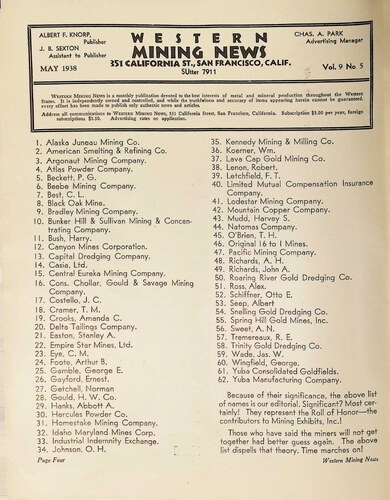 ALBERT F. KNORP,
Publisher
J. B. SEXTON
Assistant to Publisher
MAY 1938
WESTERN
MINING NEWS
351 CALIFORNIA ST., SAN FRANCISCO, CALIF.
SUtter 7911
CHAS. A. PARK
Advertising Manager
Vol. 9 No 5
WESTERN MINING NEWS is a monthly publication devoted to the best interests of metal and mineral production throughout the Western
States. It is independently owned and controlled, and while the truthfulness and accuracy of items appearing herein cannot be guaranteed,
every effort has been made to publish only authentic news and articles.
Address all communications to WESTERN MINING NEWS, 351 California Street, San Francisco, California. Subscription $3.00 per year, foreign
subscriptions $3.50. Advertising rates on application.
1. Alaska Juneau Mining Co.
2. American Smelting & Refining Co.
3. Argonaut Mining Company.
4. Atlas Powder Company.
5. Beckett, P. G.
6. Beebe Mining Company.
7. Best, C. L.
8. Black Oak Mine.
9. Bradley Mining Company.
10. Bunker Hill & Sullivan Mining & Concen-
trating Company.
11. Bush, Harry.
12. Canyon Mines Corporation.
13. Capital Dredging Company.
14. Casia, Ltd.
15. Central Eureka Mining Company.
16. Cons. Chollar, Gould & Savage Mining
Company.
17. Costello, J. C.
18. Cramer, T. M.
19. Crooks, Amanda C.
20. Delta Tailings Company.
21. Easton, Stanley A.
22. Empire Star Mines, Ltd.
23. Eye, C. M.
24. Foote, Arthur B.
25. Gamble, George E.
26. Gayford, Ernest.
27. Getchell, Norman
28. Gould, H. W. Co.
29. Hanks, Abbott A.
30. Hercules Powder Co.
31. Homestake Mining Company.
32. Idaho Maryland Mines Corp.
33. Industrial Indemnity Exchange.
34. Johnson, O. H.
35. Kennedy Mining & Milling Co.
36. Koerner, Wm.
37. Lava Cap Gold Mining Co.
38. Lenon, Robert.
39. Letchfield, F. T.
40. Limited Mutual Compensation Insurance
Company.
41. Lodestar Mining Company.
42. Mountain Copper Company.
43. Mudd, Harvey S.
44. Natomas Company.
45. O'Brien, T. H.
46. Original 16 to 1 Mines.
47. Pacific Mining Company.
48. Richards, A. H.
49. Richards, John A.
50. Roaring River Gold Dredging Co.
51. Ross, Alex.
52. Schiffner, Otto E.
53. Seep, Albert
54. Snelling Gold Dredging Co.
55. Spring Hill Gold Mines, Inc.
56. Sweet, A. N.
57. Tremereaux, R. E.
58. Trinity Gold Dredging Co.
59. Wade, Jas. W.
60. Wingfield, George.
61. Yuba Consolidated Goldfields.
62. Yuba Manufacturing Company.
Because of their significance, the above list
of names is our editorial. Significant? Most cer-
tainly! They represent the Roll of Honor—the
contributors to Mining Exhibits, Inc.!
Those who have said the miners will not get
together had better guess again. The above
list dispells that theory. Time marches on!
Page Four
Western Mining News